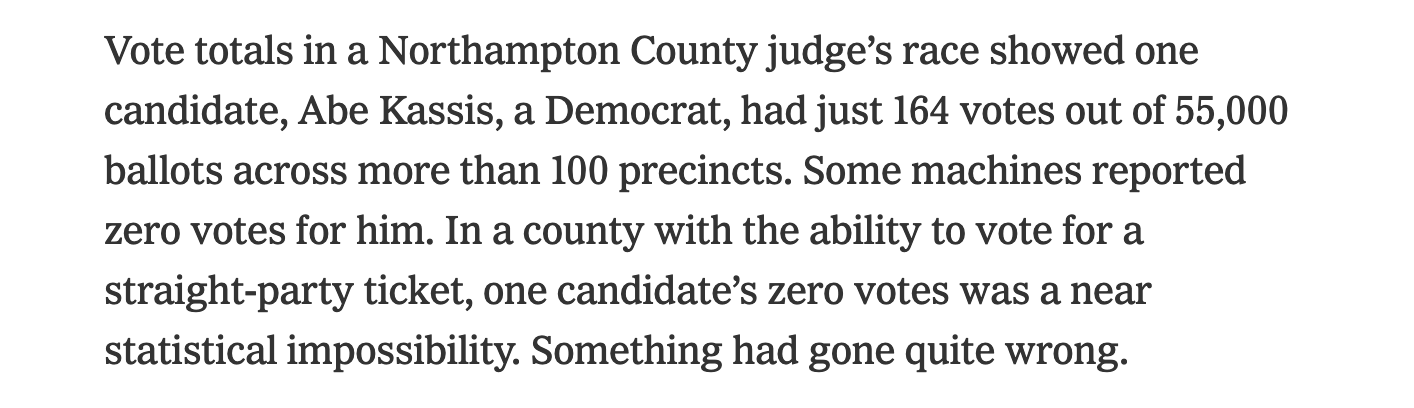 Vote totals in a Northampton County judge’s race showed one
candidate, Abe Kassis, a Democrat, had just 164 votes out of 55,000
ballots across more than 100 precincts. Some machines reported
zero votes for him. In a county with the ability to vote for a
straight-party ticket, one candidate’s zero votes was a near
statistical impossibility. Something had gone quite wrong.